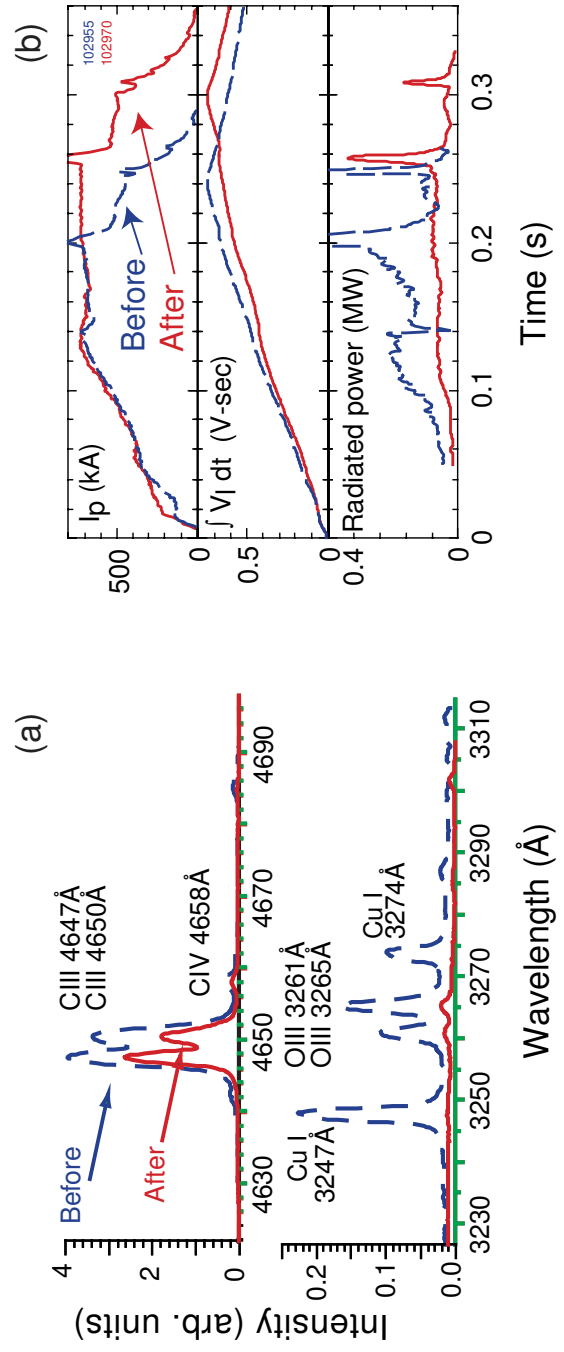 (a)
Intensity (arb. units)
4
2
0
Before
After
CIII 4647Å
CIII 4650Å
CIV 4658Å
4630
4650
4670
4690
0.2
0.1
0.0
Cu I
3247Å
OIII 3261Å
OIII 3265Å
Cu I
3274Å
3230
3250
3270
3290
3310
Wavelength (Å)
(b)
500
0
Ip (kA)
102955
102970
Before
After
0.5
0
∫ Vl dt (V-sec)
0.4
0
Radiated power (MW)
0
0.1
0.2
0.3
Time (s)